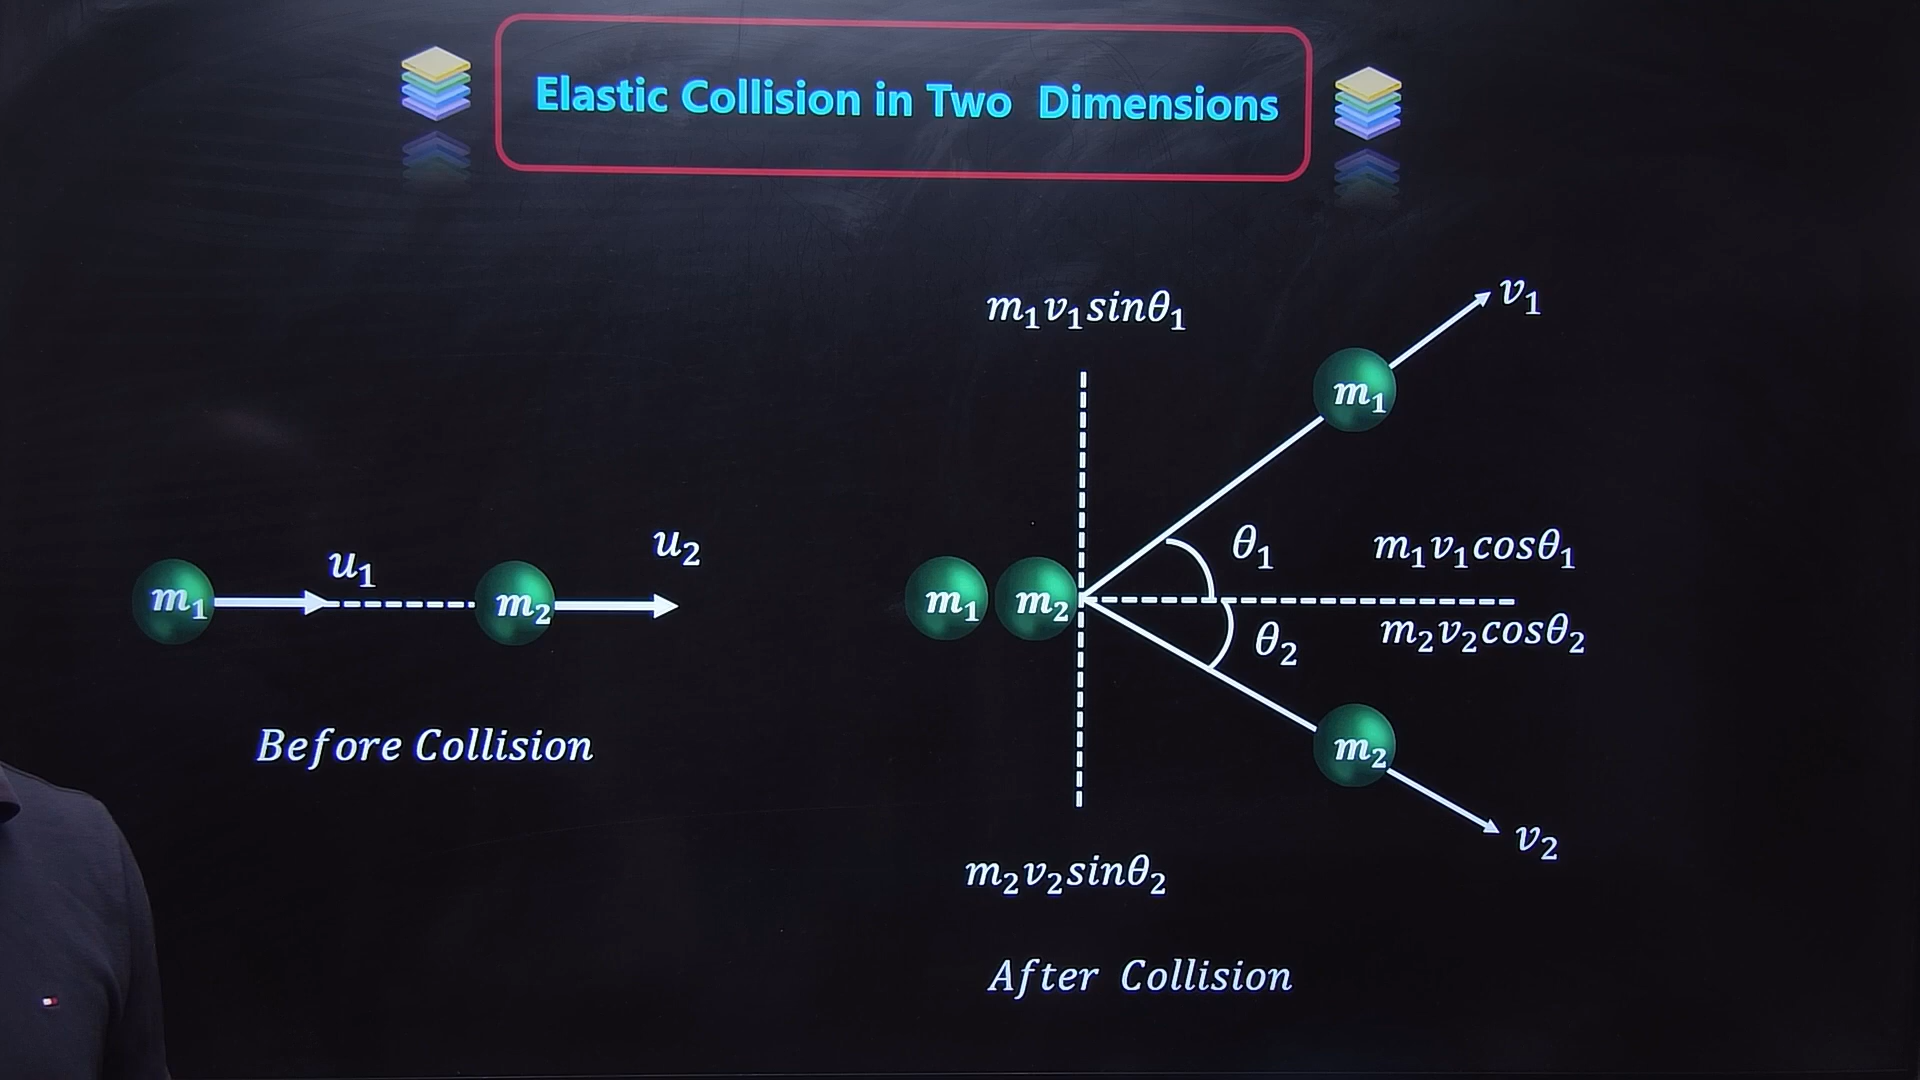 Elastic Collision in Two Dimensions
m₁v₁sinθ₁
v₁
m₁
u₁
u₂
θ₁
m₁v₁cosθ₁
m₁
m₂
m₁
m₂
θ₂
m₂v₂cosθ₂
Before Collision
m₂
v₂
m₂v₂sinθ₂
After Collision